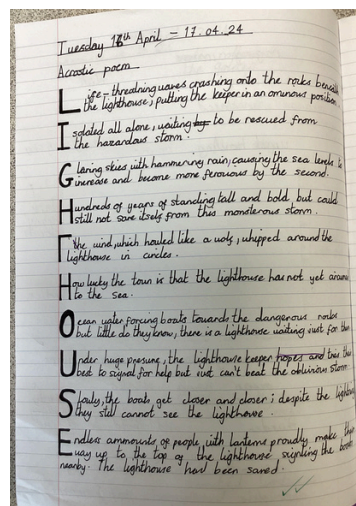 Tuesday 16th April - 17.04.24
Acrostic poem
Life-threatning waves crashing onto the rocks beneath
the lighthouse, putting the keeper in an ominous position.
Isolated all alone, waiting to be rescued from
the hazardous storm.
Glaring skies with hammering rain, causing the sea levels to
increase and become more ferocious by the second.
Hundreds of years of standing tall and bold but could
still not save itself from this monsterous storm.
The wind, which howled like a wolf, whipped around the
lighthouse in circles.
How lucky the town is that the lighthouse has not yet
to the sea.
Ocean water, forcing boats towards the dangerous rocks
but little do they know, there is a lighthouse waiting just for them
Under huge presure, the lighthouse keeper hopes and tries their
best to signal for help but just can't beat the oblivious storm.
Slowly, the boats get closer and closer; despite the
they still cannot see the lighthouse.
Endless ammounts of people, with lanterns proudly make their
way up to the top of the lighthouse signling the boats
nearby. The lighthouse had been saved.